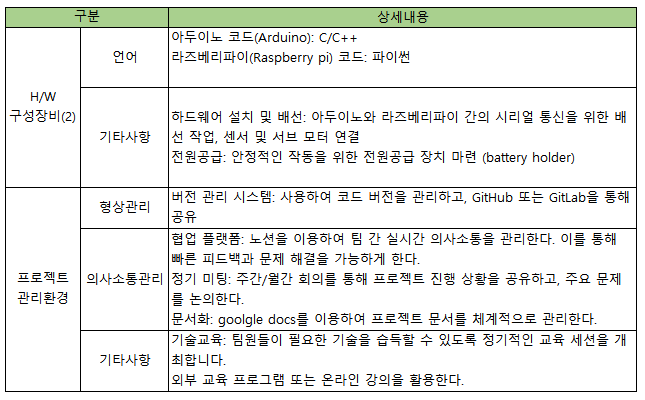 구분 상세내용
H/W
구성장비(2)
언어
아두이노 코드(Arduino): C/C++
라즈베리파이(Raspberry pi) 코드: 파이썬
기타사항
하드웨어 설치 및 배선: 아두이노와 라즈베리파이 간의 시리얼 통신을 위한 배
선 작업, 센서 및 서브 모터 연결
전원공급: 안정적인 작동을 위한 전원공급 장치 마련 (battery holder)
프로젝트
관리환경
형상관리
버전 관리 시스템: 사용하여 코드 버전을 관리하고, GitHub 또는 GitLab을 통해
공유
의사소통관리
협업 플랫폼: 노션을 이용하여 팀 간 실시간 의사소통을 관리한다. 이를 통해
빠른 피드백과 문제 해결을 가능하게 한다.
정기 미팅: 주간/월간 회의를 통해 프로젝트 진행 상황을 공유하고, 주요 문제
를 논의한다.
문서화: goolgle docs를 이용하여 프로젝트 문서를 체계적으로 관리한다.
기타사항
기술교육: 팀원들이 필요한 기술을 습득할 수 있도록 정기적인 교육 세션을 개
최합니다.
외부 교육 프로그램 또는 온라인 강의를 활용한다.